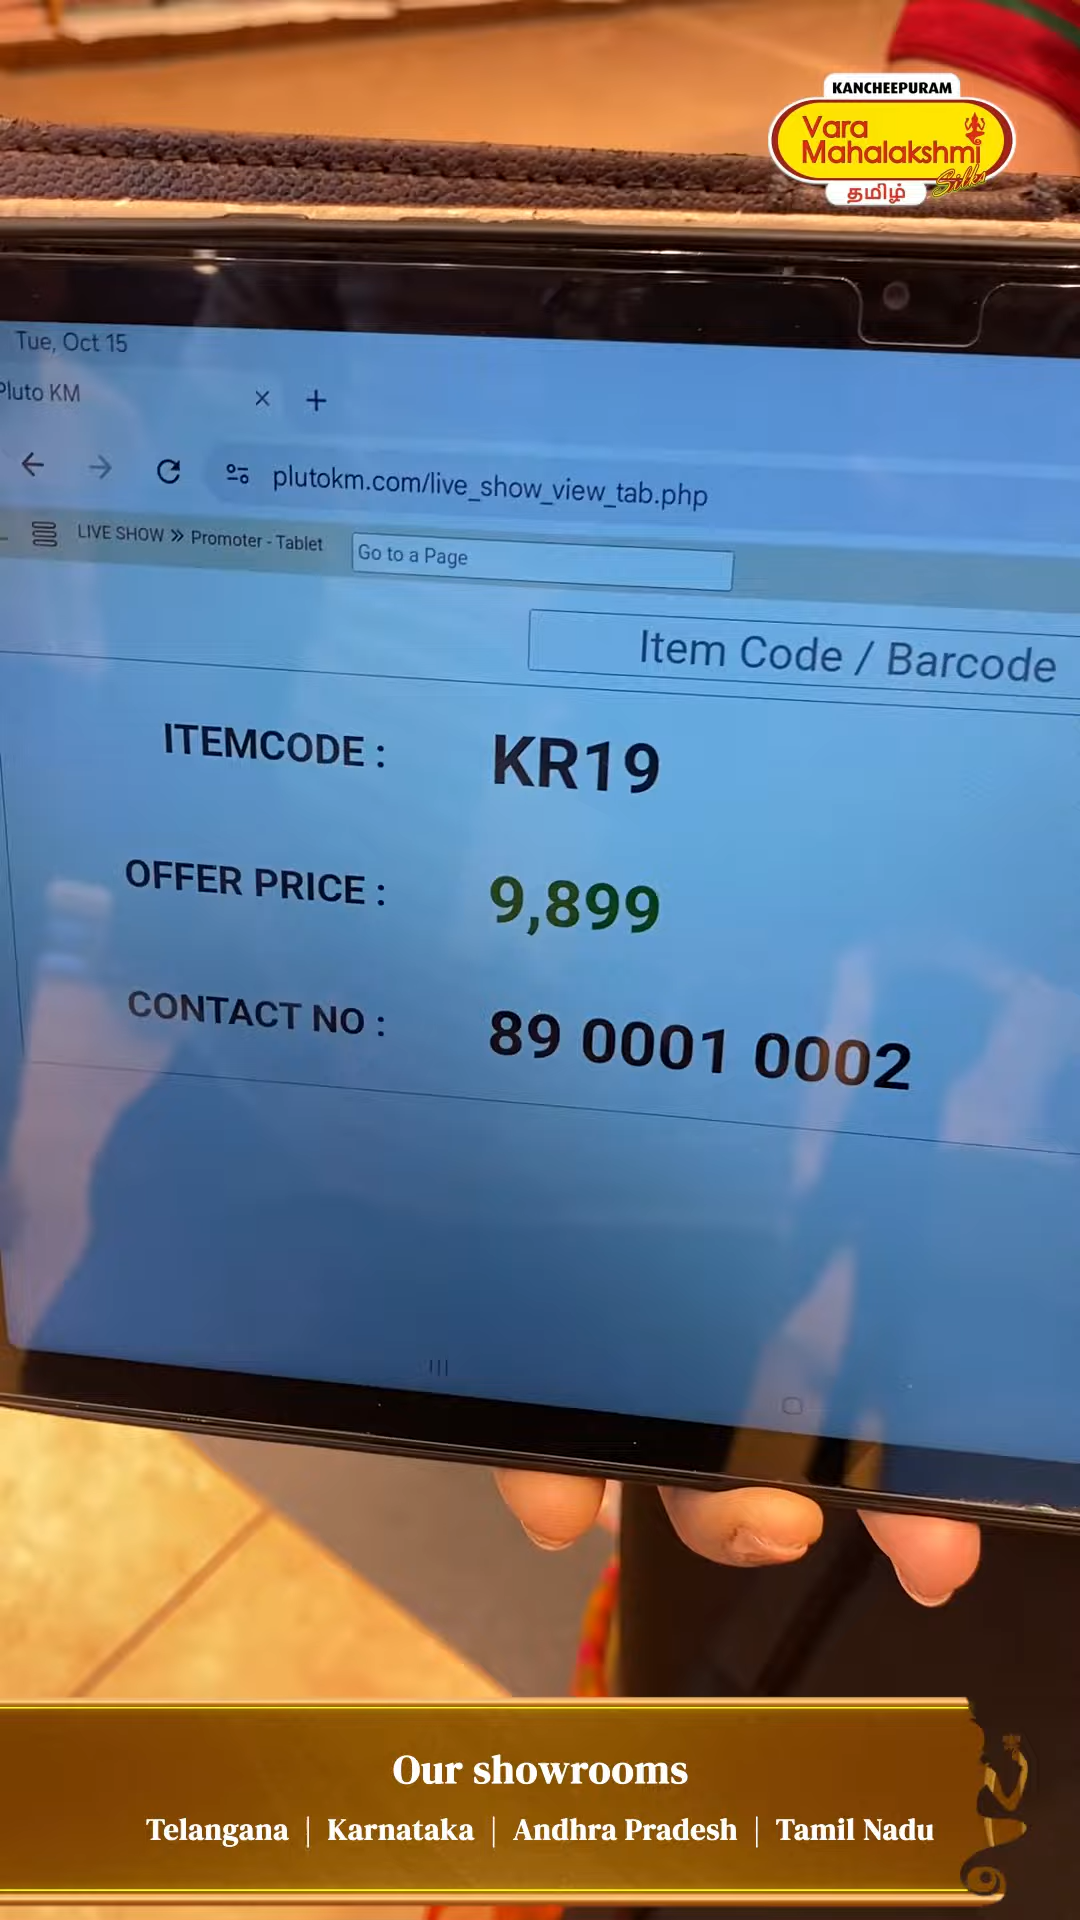 KANCHEEPURAM
Vara
Mahalakshmi
Silks
தமிழ்
Tue, Oct 15
Pluto KM
plutokm.com/live_show_view_tab.php
LIVE SHOW >> Promoter - Tablet
Go to a Page
Item Code / Barcode
ITEMCODE : KR19
OFFER PRICE : 9,899
CONTACT NO : 89 0001 0002
Our showrooms
Telangana | Karnataka | Andhra Pradesh | Tamil Nadu